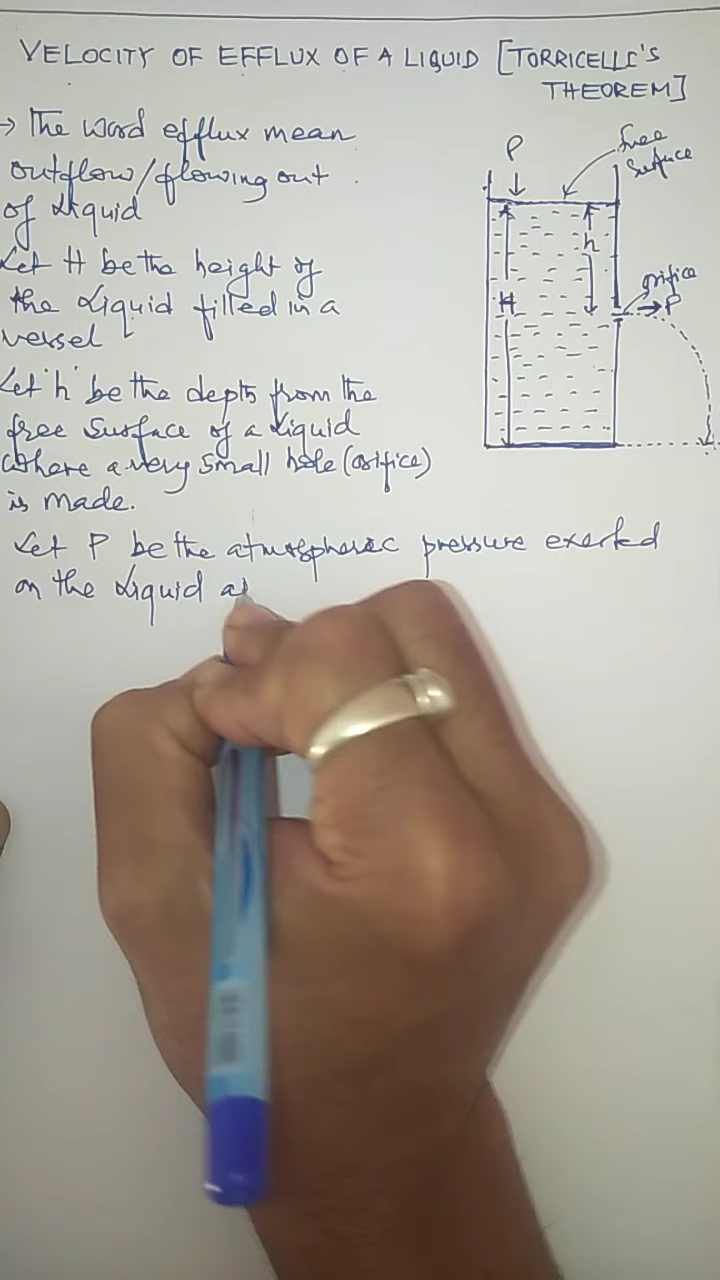 VELOCITY OF EFFLUX OF A LIQUID [TORRICELLI'S
THEOREM]
→ The word efflux mean
outflow/flowing out
of Liquid
Let H be the height of
the Liquid filled in a
vessel
Let 'h' be the depth from the
free surface of a Liquid
where a very small hole (orifice)
is made.
Let P be the atmospheric pressure exerted
on the Liquid a
P
free
surface
h
H
orifice
P